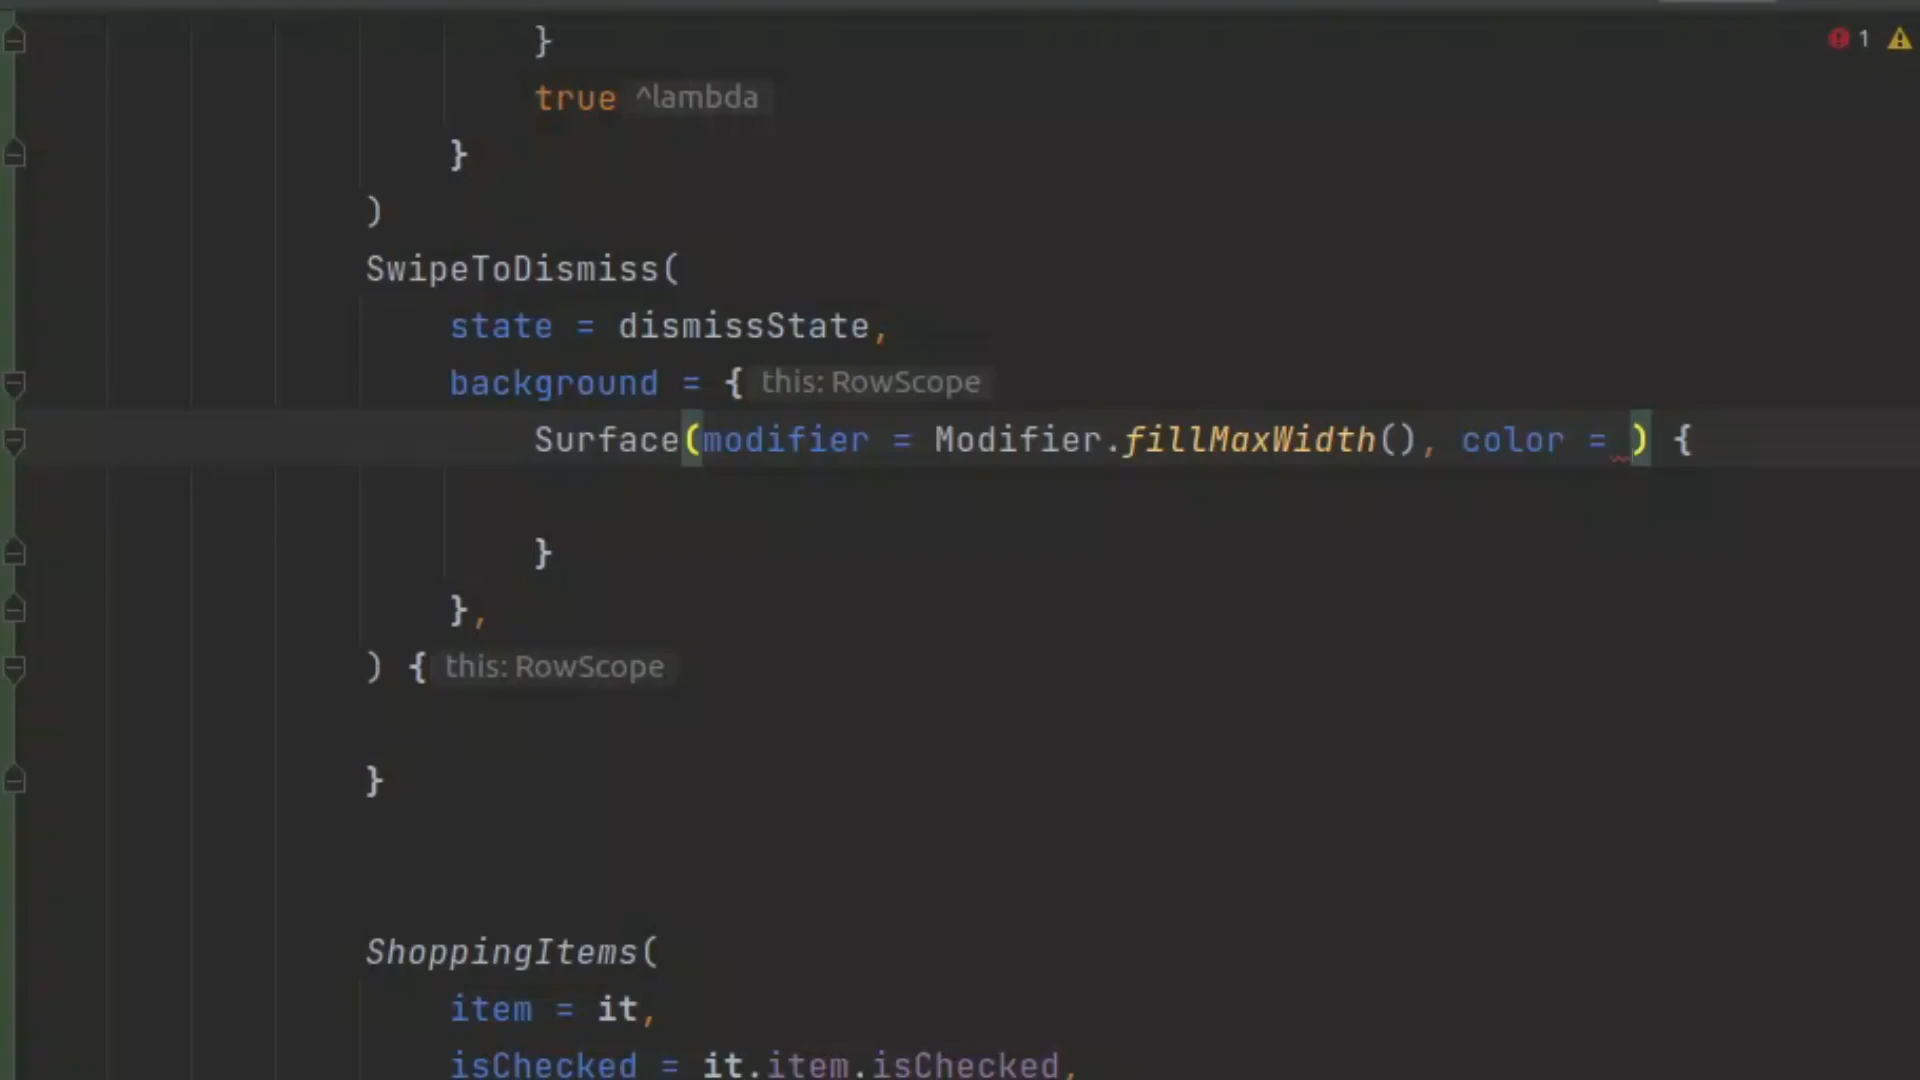 1
}
true ^lambda
}
)
SwipeToDismiss(
state = dismissState,
background = { this: RowScope
Surface(modifier = Modifier.fillMaxWidth(), color = ) {
}
},
) { this: RowScope
}
ShoppingItems(
item = it,
isChecked = it.item.isChecked,